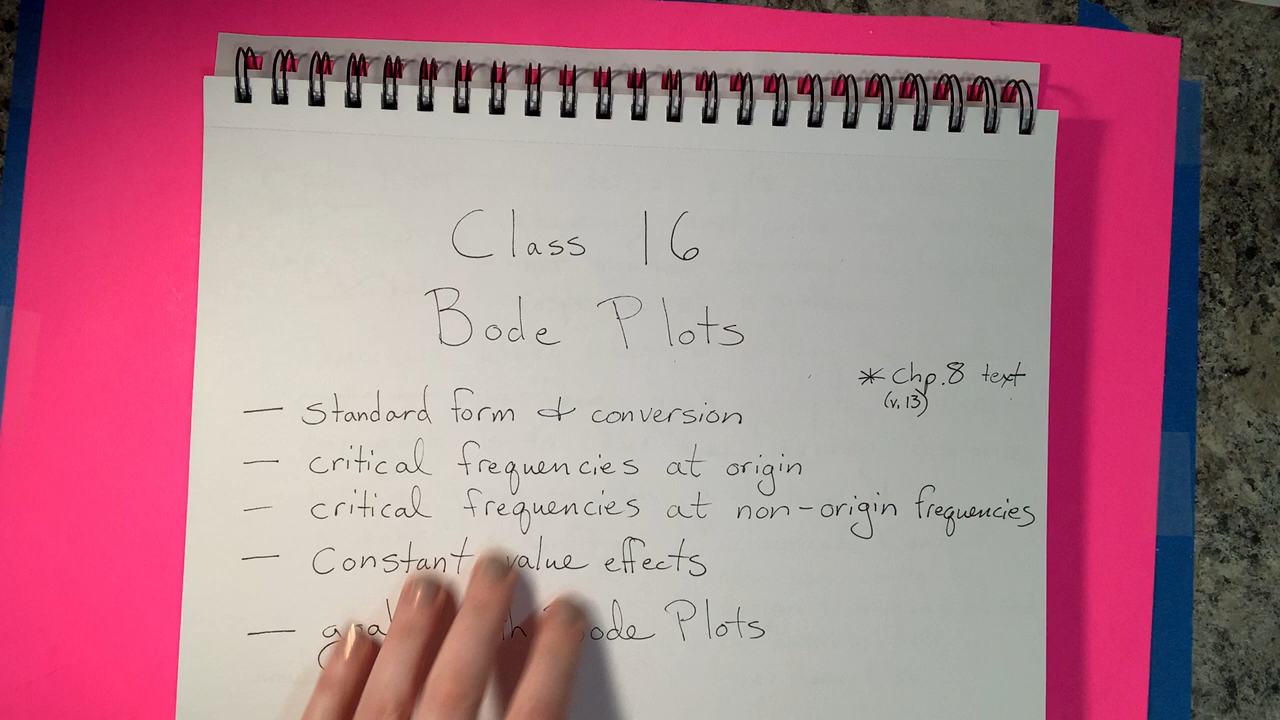 Class 16
Bode Plots
* Chp. 8 text
(v. 13)
— standard form & conversion
— critical frequencies at origin
— critical frequencies at non-origin frequencies
— Constant value effects
— Bode Plots